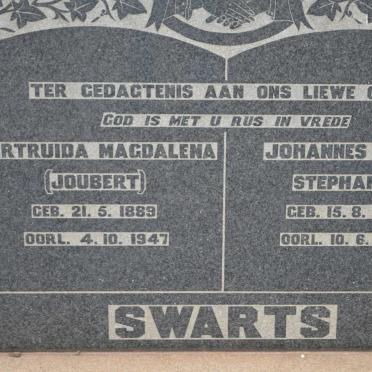 TER GEDAGTENIS AAN ONS LIEWE
GOD IS MET U RUS IN VREDE
RTRUIDA MAGDALENA
(JOUBERT)
GEB. 21. 5. 1889
OORL. 4. 10. 1947
JOHANNES
STEPHAN
GEB. 15. 8.
OORL. 10. 6.
SWARTS